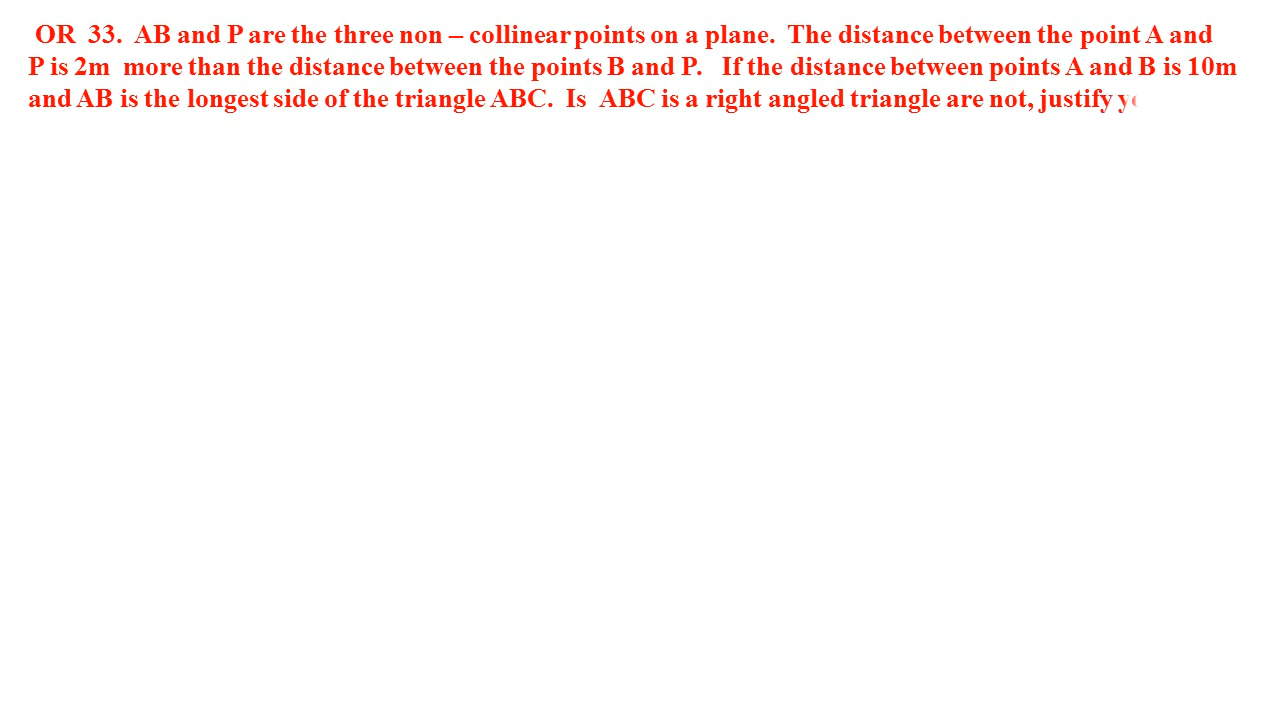 OR 33. AB and P are the three non – collinear points on a plane. The distance between the point A and
P is 2m more than the distance between the points B and P. If the distance between points A and B is 10m
and AB is the longest side of the triangle ABC. Is ABC is a right angled triangle are not, justify